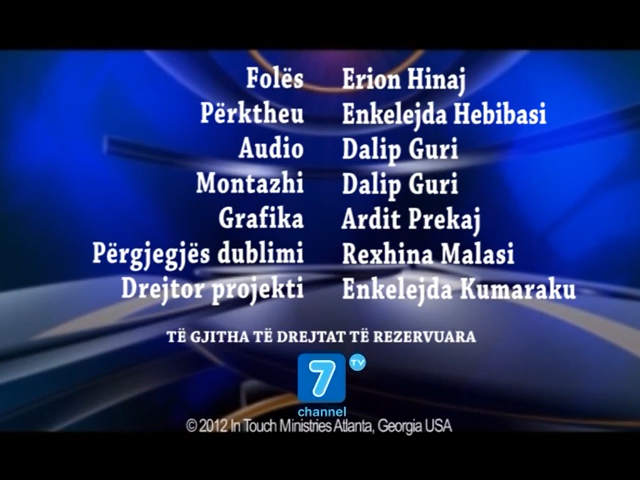 Folës Erion Hinaj
Përktheu Enkelejda Hebibasi
Audio Dalip Guri
Montazhi Dalip Guri
Grafika Ardit Prekaj
Përgjegjës dublimi Rexhina Malasi
Drejtor projekti Enkelejda Kumaraku
TË GJITHA TË DREJTAT TË REZERVUARA
7 TV
channel
© 2012 In Touch Ministries Atlanta, Georgia USA